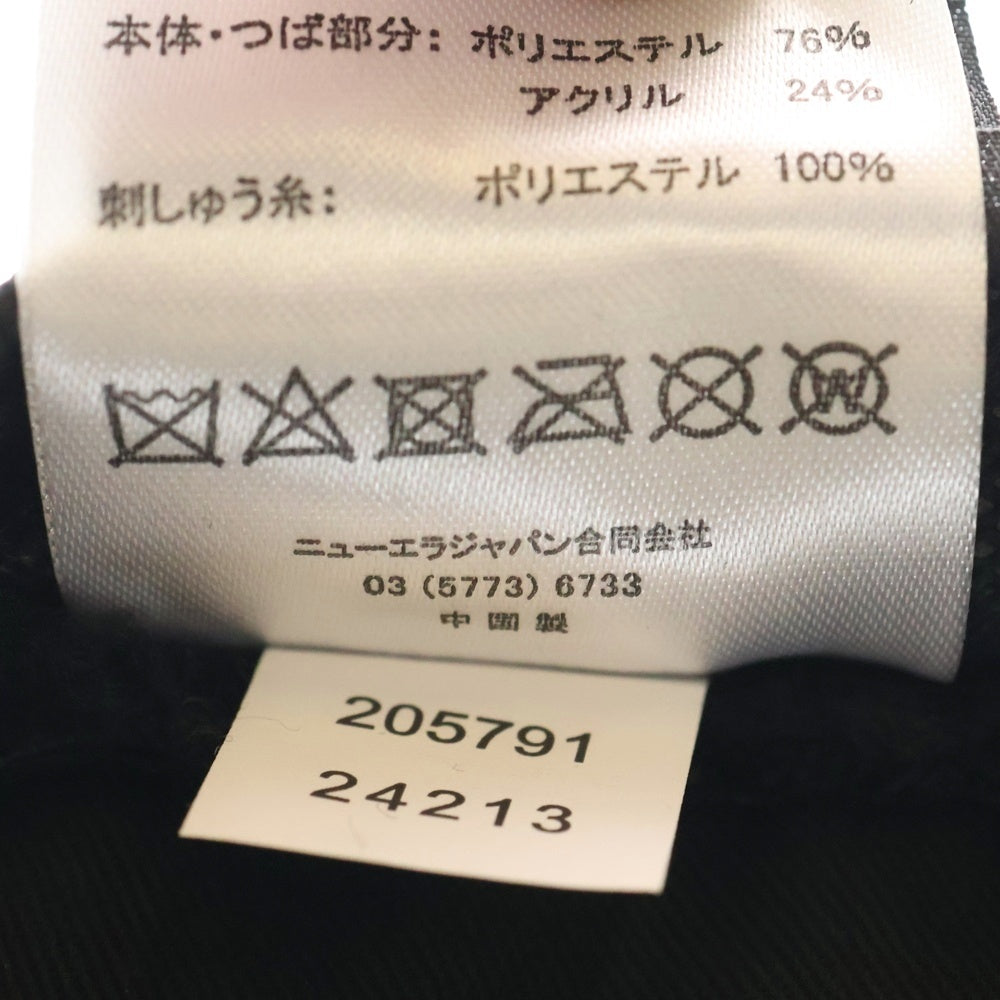 本体・つば部分: ポリエステル 76%
アクリル 24%
刺しゅう糸: ポリエステル 100%
W
ニューエラジャパン合同会社
03 (5773) 6733
中国製
205791
24213